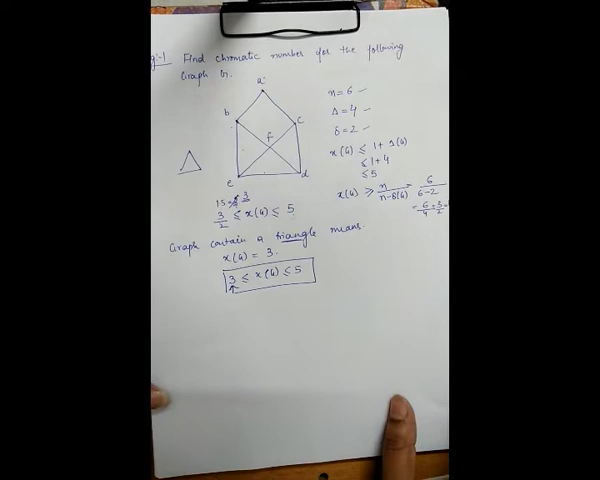 g:-1 Find chromatic number for the following
Graph G.
a
b
c
f
e
d
n=6
Δ=4
δ=2
x(G) ≤ 1+Δ(G)
≤ 1+4
≤ 5
x(G) ≥ n/n-δ(G) = 6/6-2
= 6/4 = 3/2
3/2 ≤ x(G) ≤ 5
Graph contain a triangle means.
x(G) = 3.
3 ≤ x(G) ≤ 5